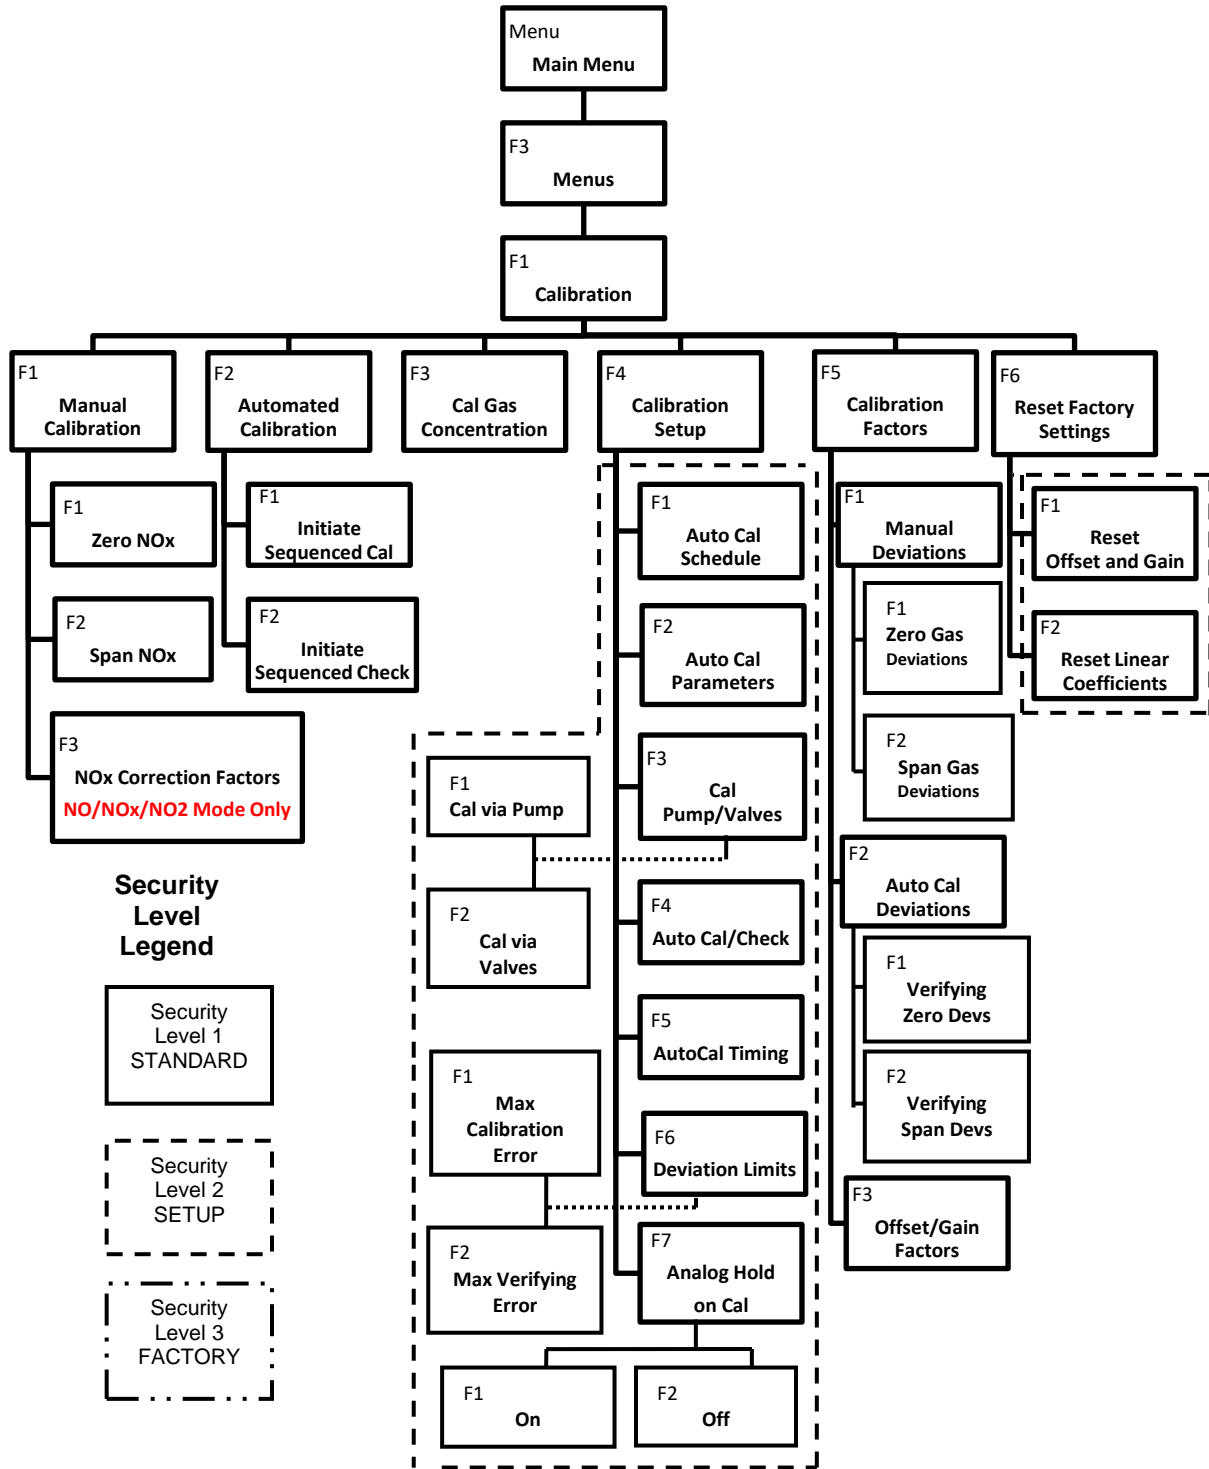 Menu
Main Menu
F3
Menus
F1
Calibration
F1
Manual
Calibration
F2
Automated
Calibration
F3
Cal Gas
Concentration
F4
Calibration
Setup
F5
Calibration
Factors
F6
Reset Factory
Settings
F1
Zero NOx
F2
Span NOx
F3
NOx Correction Factors
NO/NOx/NO2 Mode Only
F1
Initiate
Sequenced Cal
F2
Initiate
Sequenced Check
F1
Auto Cal
Schedule
F2
Auto Cal
Parameters
F3
Cal
Pump/Valves
F1
Cal via Pump
F2
Cal via
Valves
F4
Auto Cal/Check
F5
AutoCal Timing
F6
Deviation Limits
F1
Max
Calibration
Error
F2
Max Verifying
Error
F7
Analog Hold
on Cal
F1
On
F2
Off
F1
Manual
Deviations
F1
Zero Gas
Deviations
F2
Span Gas
Deviations
F2
Auto Cal
Deviations
F1
Verifying
Zero Devs
F2
Verifying
Span Devs
F3
Offset/Gain
Factors
F1
Reset
Offset and Gain
F2
Reset Linear
Coefficients
Security
Level
Legend
Security
Level 1
STANDARD
Security
Level 2
SETUP
Security
Level 3
FACTORY